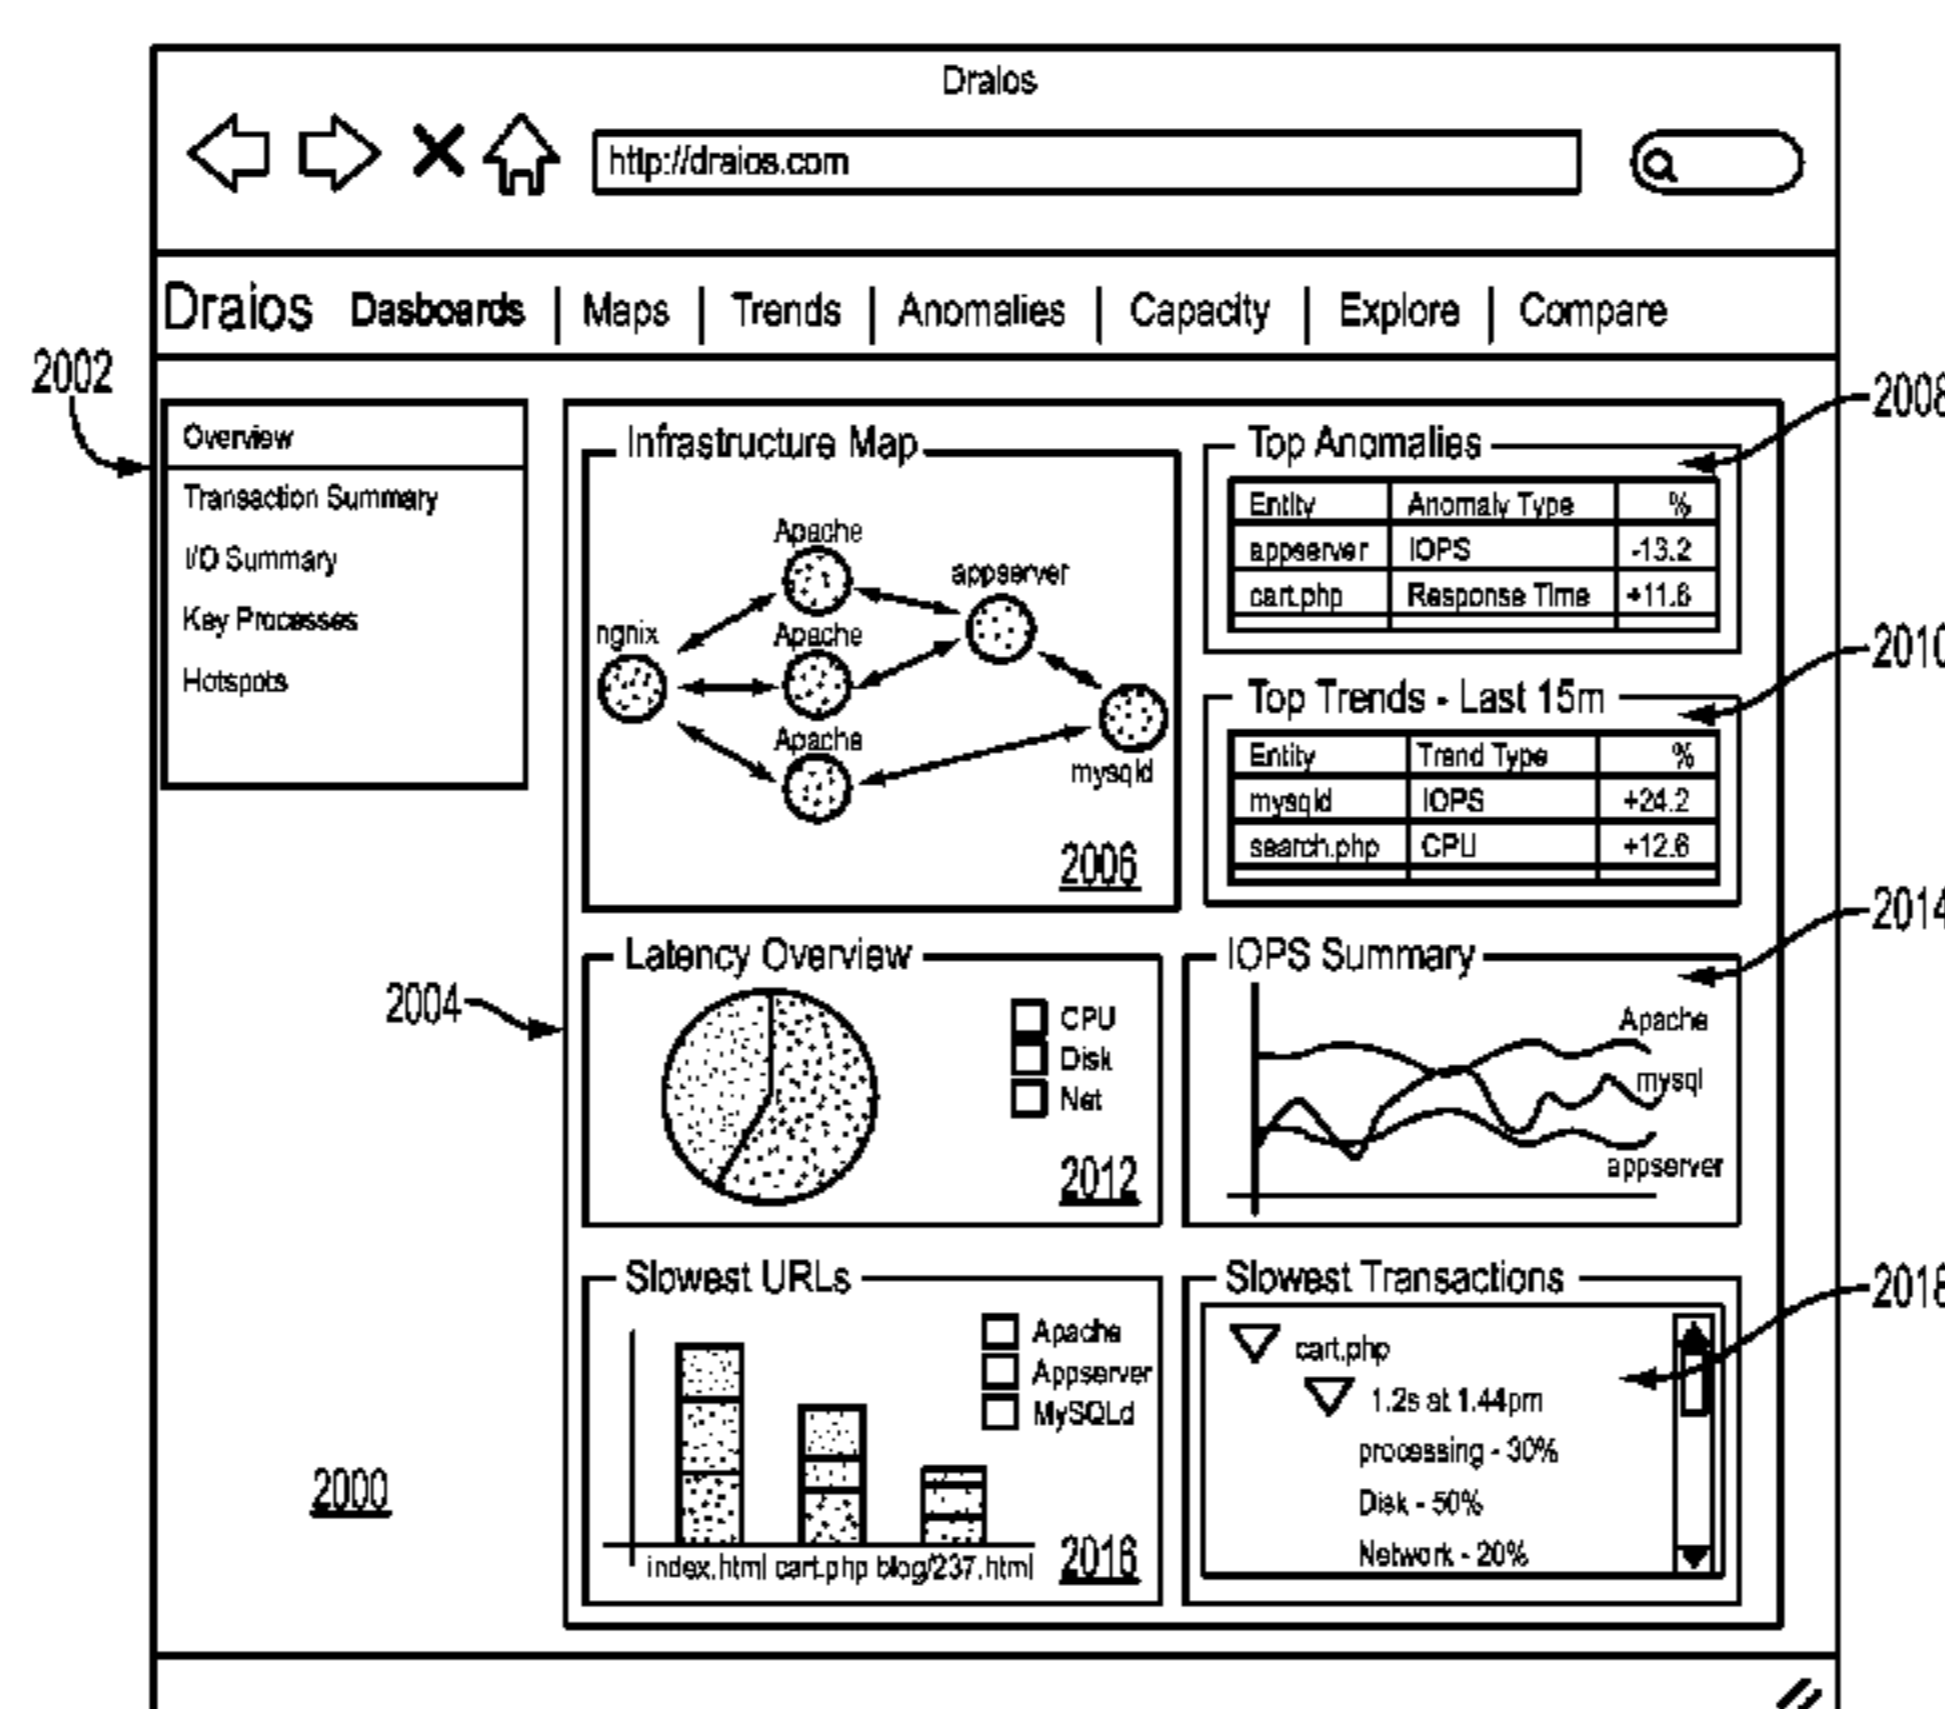 Draios
http://draios.com
Draios Dasboards | Maps | Trends | Anomalies | Capacity | Explore | Compare
2002
Overview
Transaction Summary
I/O Summary
Key Processes
Hotspots
2004
2000
Infrastructure Map
ngnix
Apache
Apache
Apache
appserver
mysqld
2006
Top Anomalies
2008
Entity Anomaly Type %
appserver IOPS -13.2
cart.php Response Time +11.6
Top Trends - Last 15m
2010
Entity Trend Type %
mysqld IOPS +24.2
search.php CPU +12.6
Latency Overview
CPU
Disk
Net
2012
IOPS Summary
2014
Apache
mysql
appserver
Slowest URLs
Apache
Appserver
MySQLd
index.html cart.php blog/237.html
2016
Slowest Transactions
2018
cart.php
1.2s at 1.44pm
processing - 30%
Disk - 50%
Network - 20%